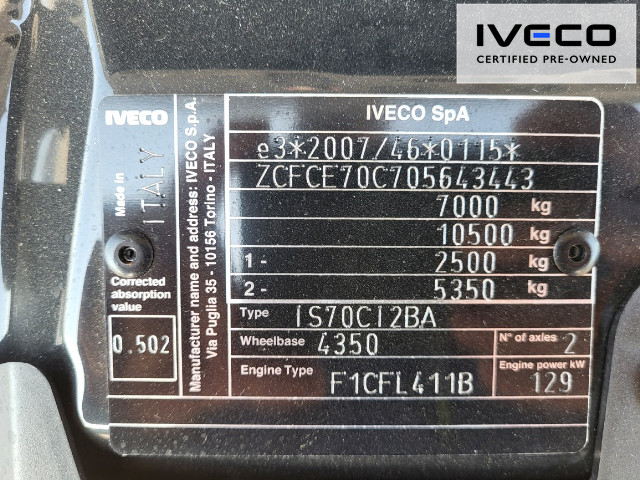 IVECO
CERTIFIED PRE-OWNED
IVECO
Made in
ITALY
Corrected
absorption
value
0.502
Manufacturer name and address: IVECO S.p.A.
Via Puglia 35 - 10156 Torino - ITALY
IVECO SpA
e3*2007/46*0115*
ZCFCE70C705643443
7000 kg
10500 kg
1 - 2500 kg
2 - 5350 kg
Type IS70CI2BA
Wheelbase 4350
N° of axles 2
Engine Type F1CFL411B
Engine power kW 129